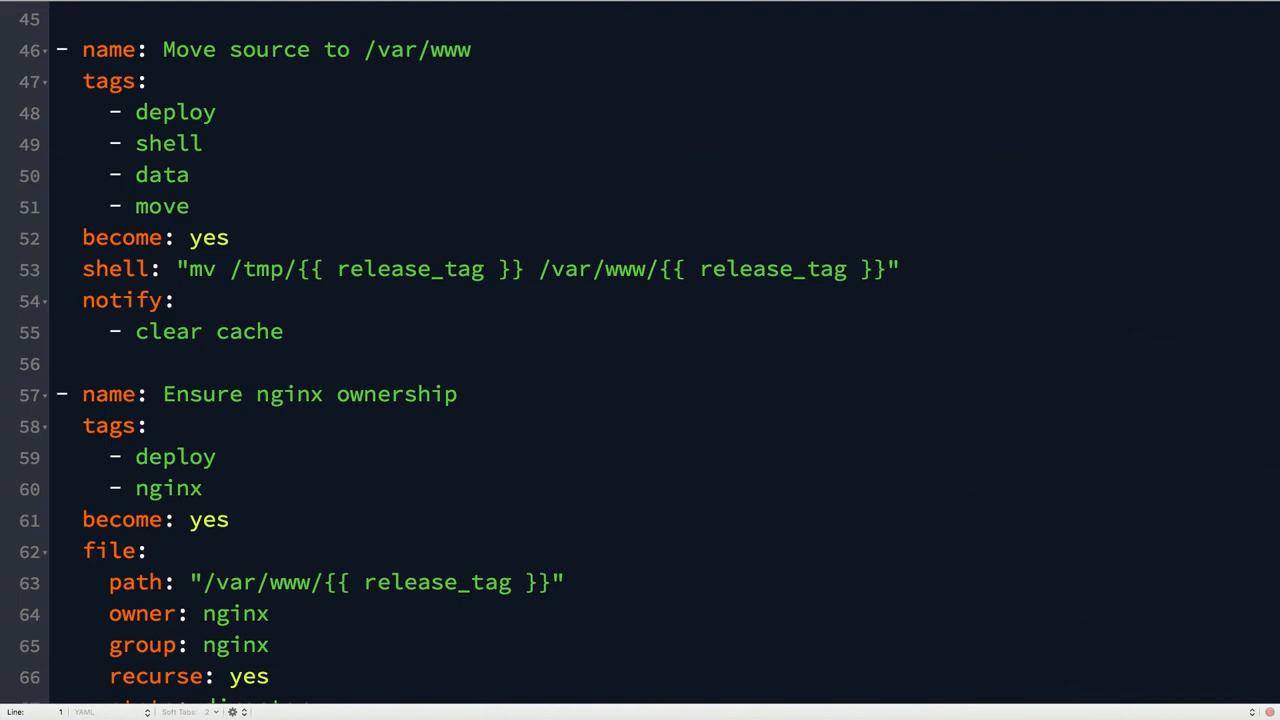 45
46 - name: Move source to /var/www
47 tags:
48 - deploy
49 - shell
50 - data
51 - move
52 become: yes
53 shell: "mv /tmp/{{ release_tag }} /var/www/{{ release_tag }}"
54 notify:
55 - clear cache
56
57 - name: Ensure nginx ownership
58 tags:
59 - deploy
60 - nginx
61 become: yes
62 file:
63 path: "/var/www/{{ release_tag }}"
64 owner: nginx
65 group: nginx
66 recurse: yes
Line: 1 YAML Soft Tabs: 2